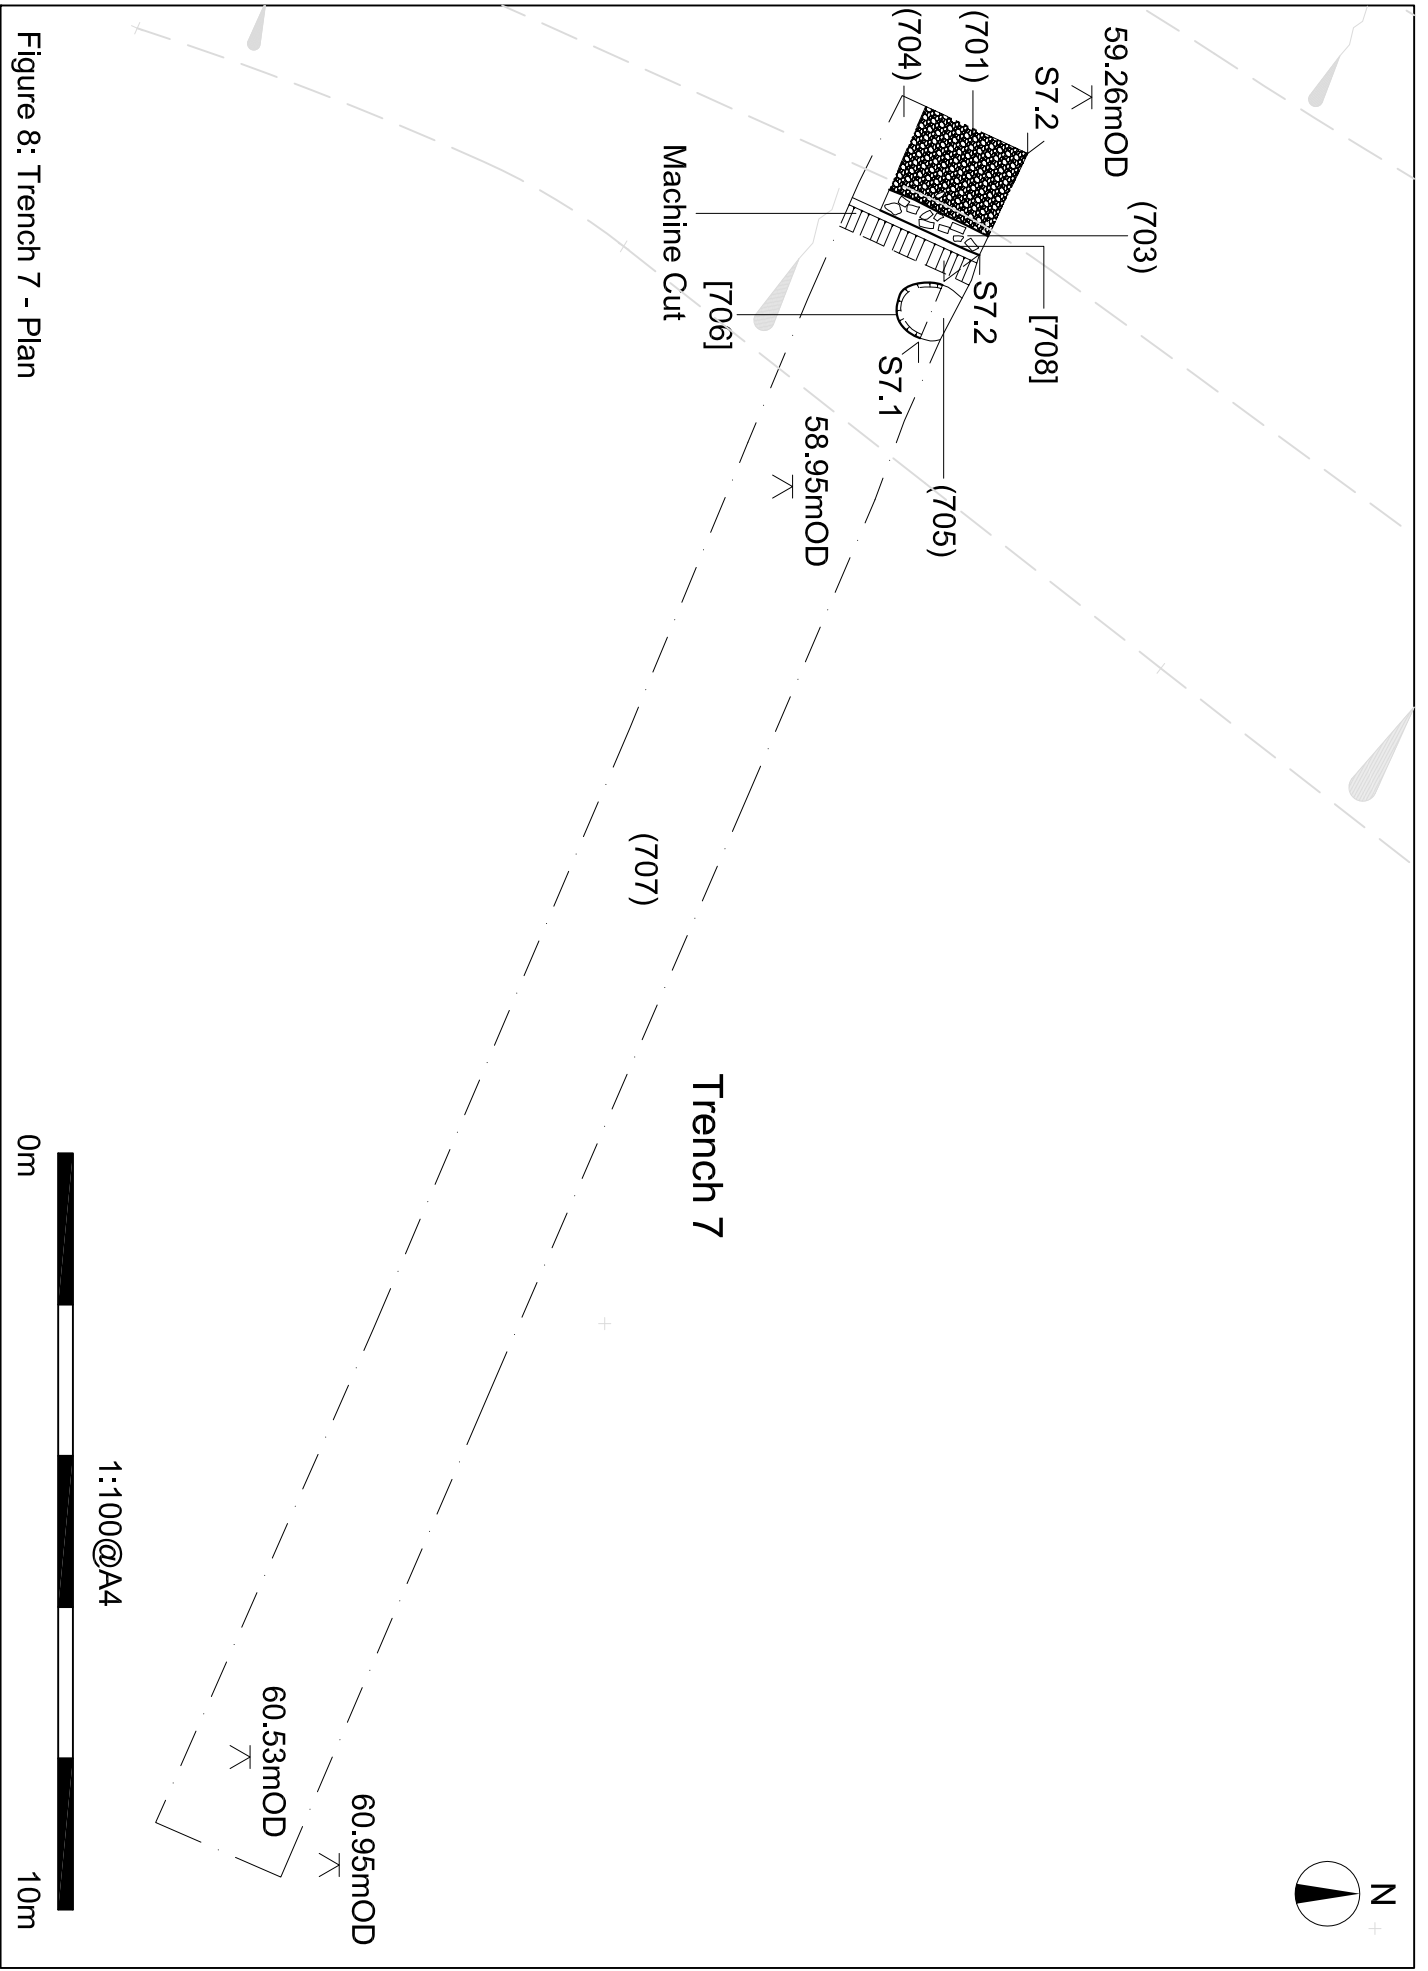 N
59.26mOD
S7.2
(701)
(704)
(703)
[708]
S7.2
S7.1
[706]
Machine Cut
(705)
58.95mOD
(707)
Trench 7
60.53mOD
60.95mOD
1:100@A4
0m
10m
Figure 8: Trench 7 - Plan